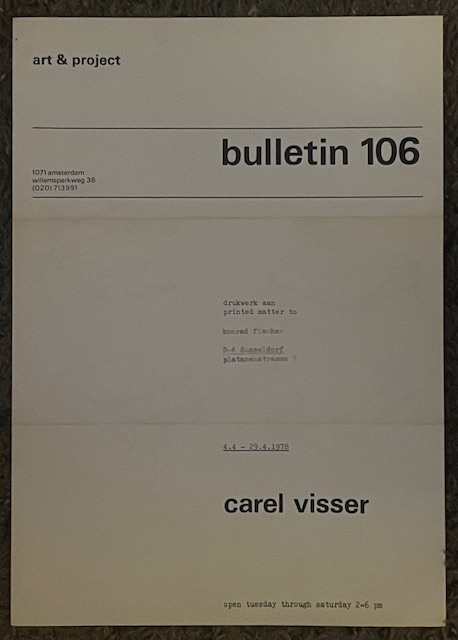 art & project
bulletin 106
1071 amsterdam
willemsparkweg 36
(020) 713991
drukwerk aan
printed matter to
konrad fischer
D-4 dusseldorf
platanenstrasse 7
4.4 - 29.4.1978
carel visser
open tuesday through saturday 2-6 pm